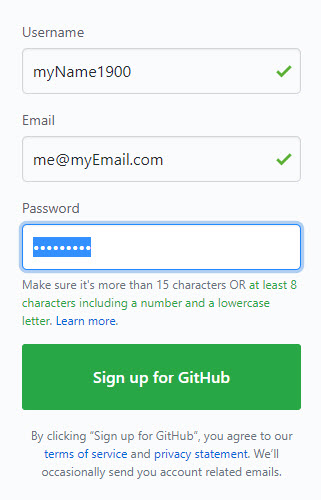 Username
myName1900
Email
me@myEmail.com
Password
•••••••••
Make sure it's more than 15 characters OR at least 8
characters including a number and a lowercase
letter. Learn more.
Sign up for GitHub
By clicking “Sign up for GitHub”, you agree to our
terms of service and privacy statement. We’ll
occasionally send you account related emails.